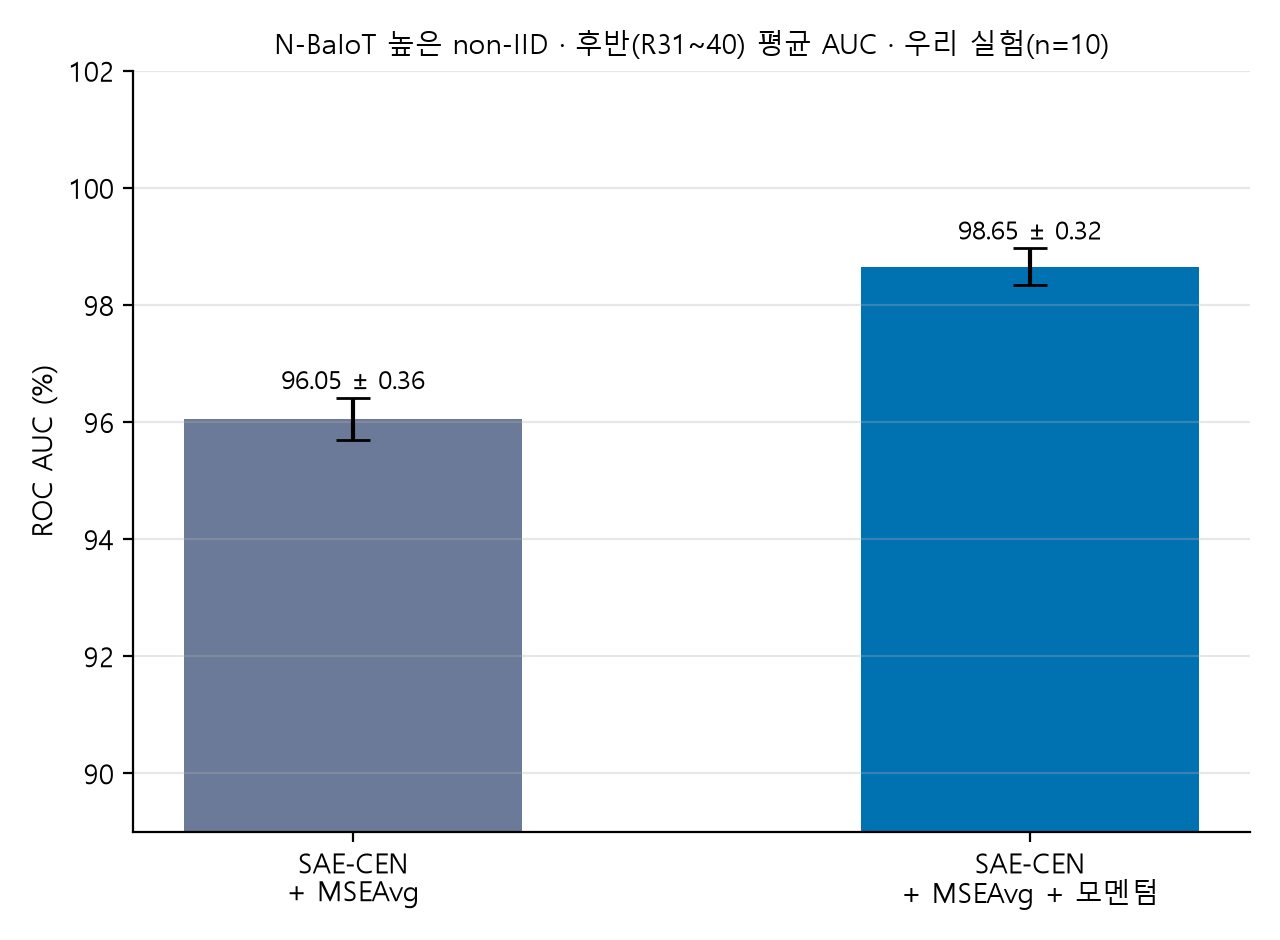 N-BaIoT 높은 non-IID · 후반(R31~40) 평균 AUC · 우리 실험(n=10)
102
100
98
96
94
92
90
ROC AUC (%)
96.05 ± 0.36
98.65 ± 0.32
SAE-CEN
+ MSEAvg
SAE-CEN
+ MSEAvg + 모멘텀